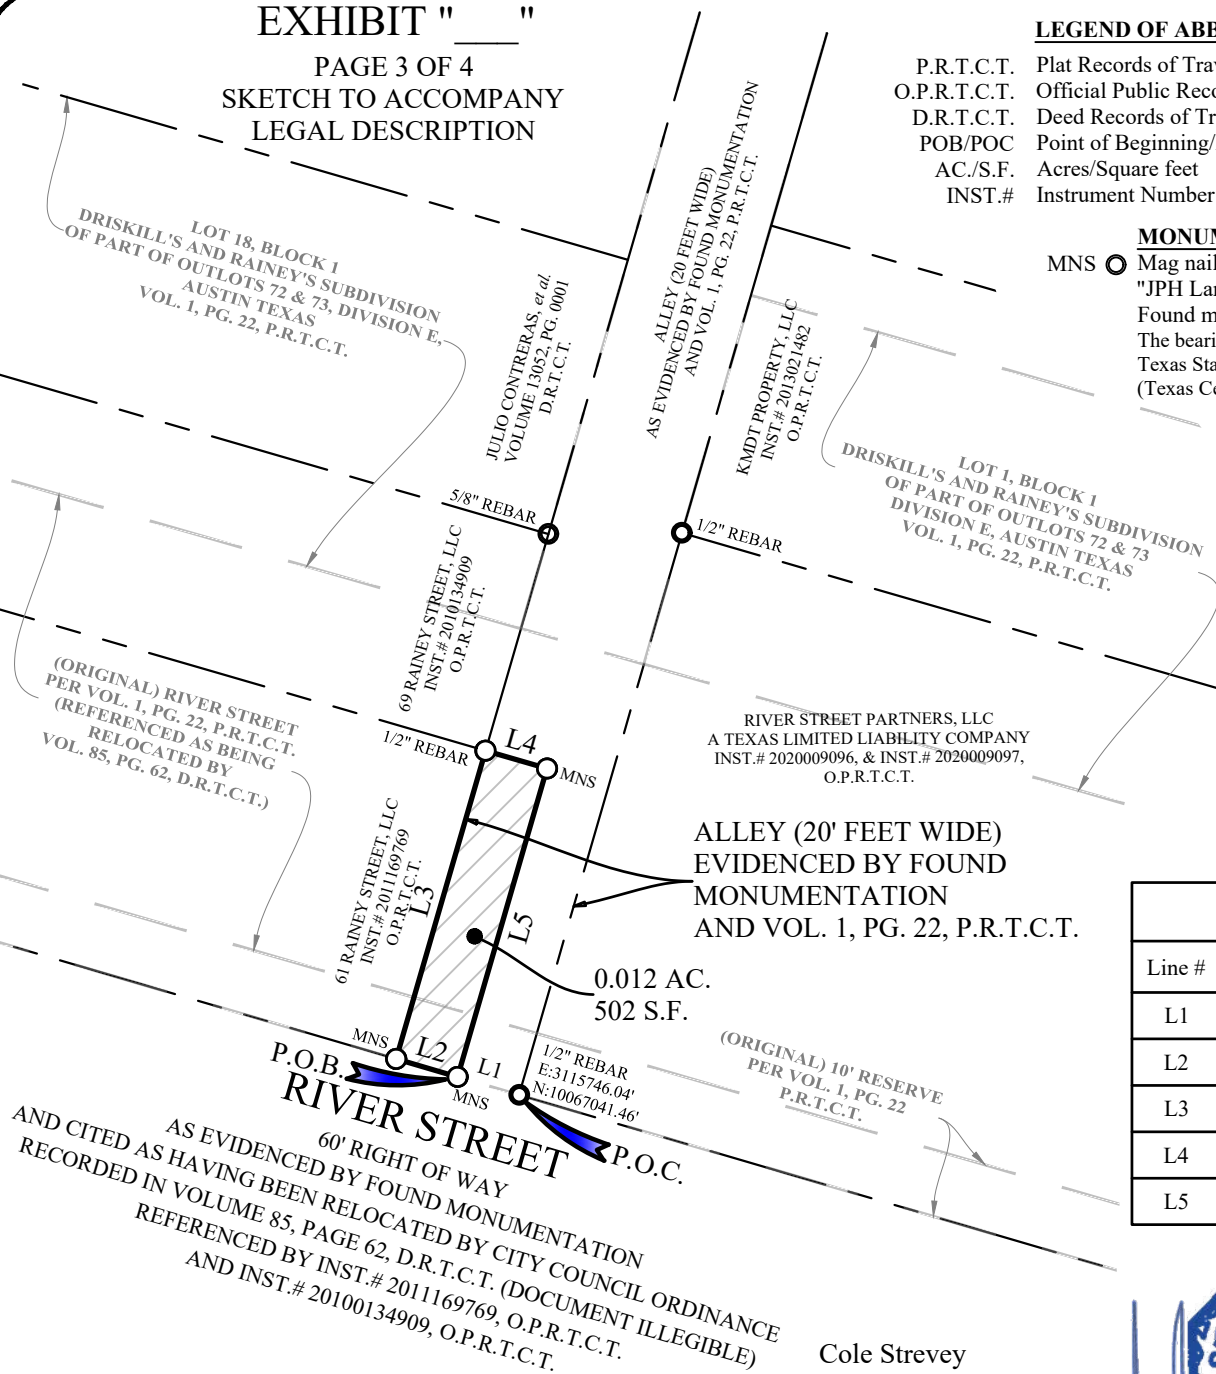 EXHIBIT "___"
PAGE 3 OF 4
SKETCH TO ACCOMPANY
LEGAL DESCRIPTION
LEGEND OF ABB
P.R.T.C.T. Plat Records of Tra
O.P.R.T.C.T. Official Public Reco
D.R.T.C.T. Deed Records of Tr
POB/POC Point of Beginning/
AC./S.F. Acres/Square feet
INST.# Instrument Number
MONUM
MNS Mag nail
"JPH Lan
Found m
The beari
Texas Sta
(Texas Ce
LOT 18, BLOCK 1
DRISKILL'S AND RAINEY'S SUBDIVISION
OF PART OF OUTLOTS 72 & 73, DIVISION E,
AUSTIN TEXAS
VOL. 1, PG. 22, P.R.T.C.T.
JULIO CONTRERAS, et al.
VOLUME 13052, PG. 0001
D.R.T.C.T.
ALLEY (20 FEET WIDE)
AS EVIDENCED BY FOUND MONUMENTATION
AND VOL. 1, PG. 22, P.R.T.C.T.
KMDT PROPERTY, LLC
INST.# 2013021482
O.P.R.T.C.T.
LOT 1, BLOCK 1
DRISKILL'S AND RAINEY'S SUBDIVISION
OF PART OF OUTLOTS 72 & 73
DIVISION E, AUSTIN TEXAS
VOL. 1, PG. 22, P.R.T.C.T.
5/8" REBAR
1/2" REBAR
69 RAINEY STREET, LLC
INST.# 2010134909
O.P.R.T.C.T.
(ORIGINAL) RIVER STREET
PER VOL. 1, PG. 22, P.R.T.C.T.
(REFERENCED AS BEING
RELOCATED BY
VOL. 85, PG. 62, D.R.T.C.T.)
1/2" REBAR
L4
MNS
RIVER STREET PARTNERS, LLC
A TEXAS LIMITED LIABILITY COMPANY
INST.# 2020009096, & INST.# 2020009097,
O.P.R.T.C.T.
61 RAINEY STREET, LLC
INST.# 2011169769
O.P.R.T.C.T.
L3
L5
ALLEY (20' FEET WIDE)
EVIDENCED BY FOUND
MONUMENTATION
AND VOL. 1, PG. 22, P.R.T.C.T.
0.012 AC.
502 S.F.
Line #
L1
L2
L3
L4
L5
MNS
L2
L1
MNS
P.O.B.
1/2" REBAR
E:3115746.04'
N:10067041.46'
P.O.C.
(ORIGINAL) 10' RESERVE
PER VOL. 1, PG. 22
P.R.T.C.T.
RIVER STREET
60' RIGHT OF WAY
AS EVIDENCED BY FOUND MONUMENTATION
AND CITED AS HAVING BEEN RELOCATED BY CITY COUNCIL ORDINANCE
RECORDED IN VOLUME 85, PAGE 62, D.R.T.C.T. (DOCUMENT ILLEGIBLE)
REFERENCED BY INST.# 2011169769, O.P.R.T.C.T.
AND INST.# 20100134909, O.P.R.T.C.T.
Cole Strevey